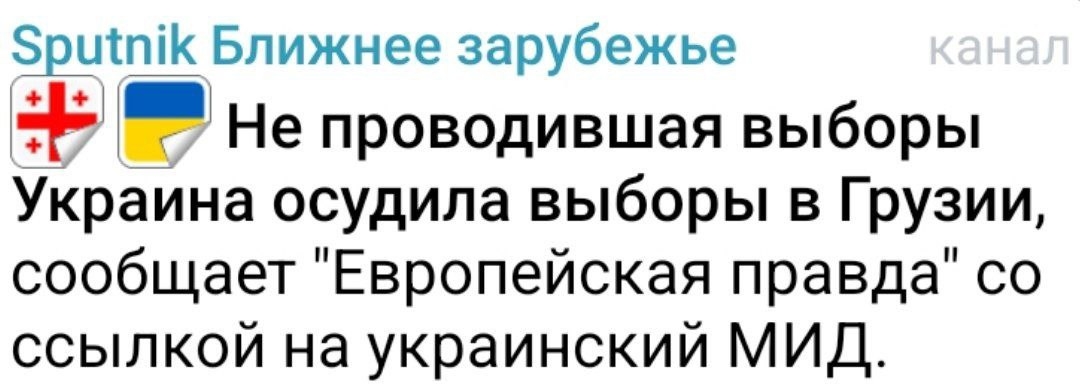 Sputnik Ближнее зарубежье канал
Не проводившая выборы
Украина осудила выборы в Грузии,
сообщает "Европейская правда" со
ссылкой на украинский МИД.